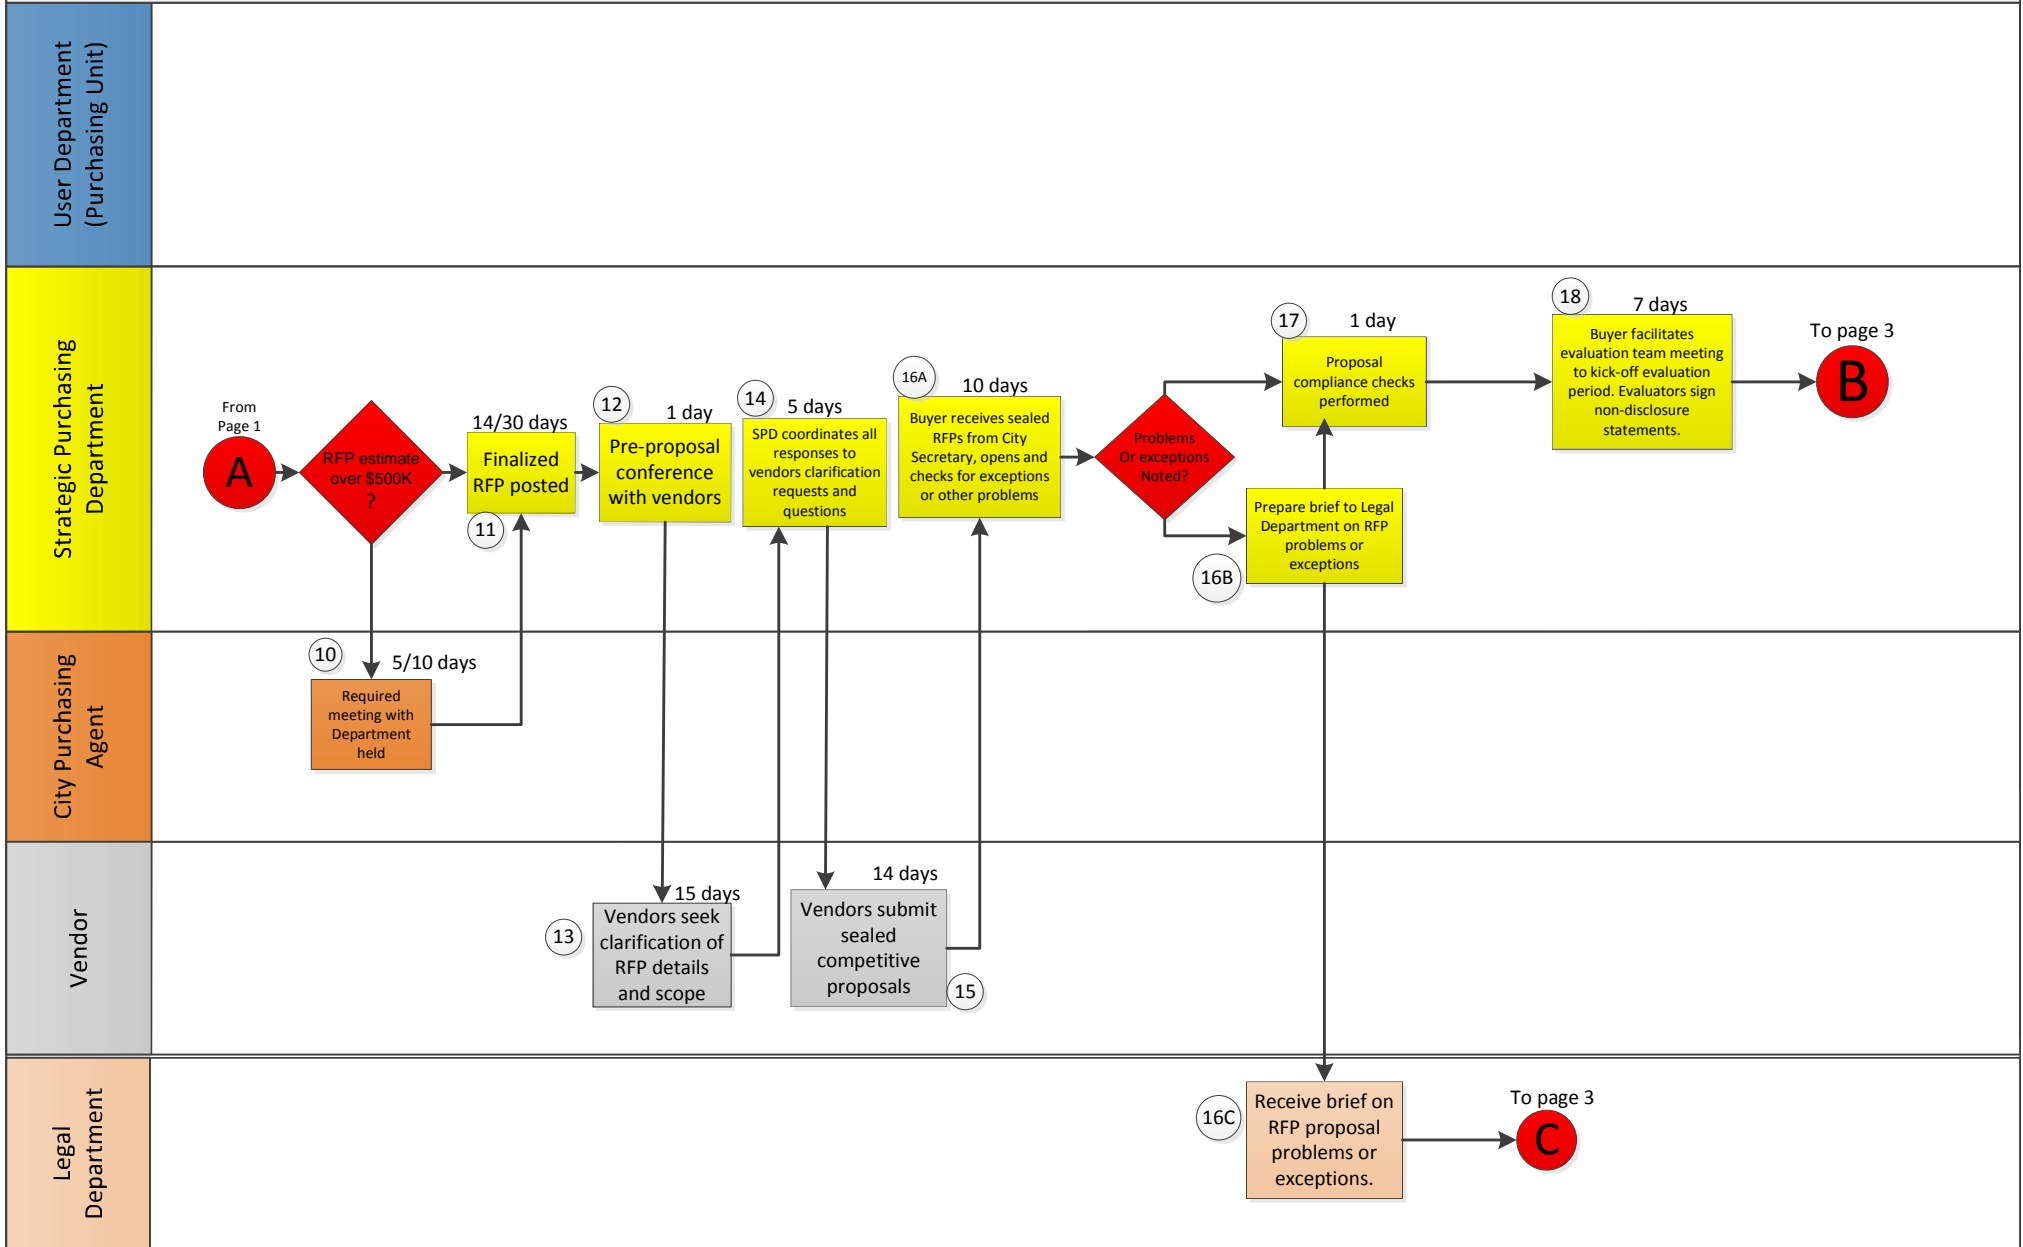 User Department
(Purchasing Unit)
Strategic Purchasing
Department
From
Page 1
A
RFP estimate
over $500K
?
14/30 days
Finalized
RFP posted
11
12
1 day
Pre-proposal
conference
with vendors
14
5 days
SPD coordinates all
responses to
vendors clarification
requests and
questions
16A
10 days
Buyer receives sealed
RFPs from City
Secretary, opens and
checks for exceptions
or other problems
Problems
Or exceptions
Noted?
17
1 day
Proposal
compliance checks
performed
Prepare brief to Legal
Department on RFP
problems or
exceptions
16B
18
7 days
Buyer facilitates
evaluation team meeting
to kick-off evaluation
period. Evaluators sign
non-disclosure
statements.
To page 3
B
City Purchasing
Agent
10
5/10 days
Required
meeting with
Department
held
Vendor
13
15 days
Vendors seek
clarification of
RFP details
and scope
14 days
Vendors submit
sealed
competitive
proposals
15
Legal
Department
16C
Receive brief on
RFP proposal
problems or
exceptions.
To page 3
C